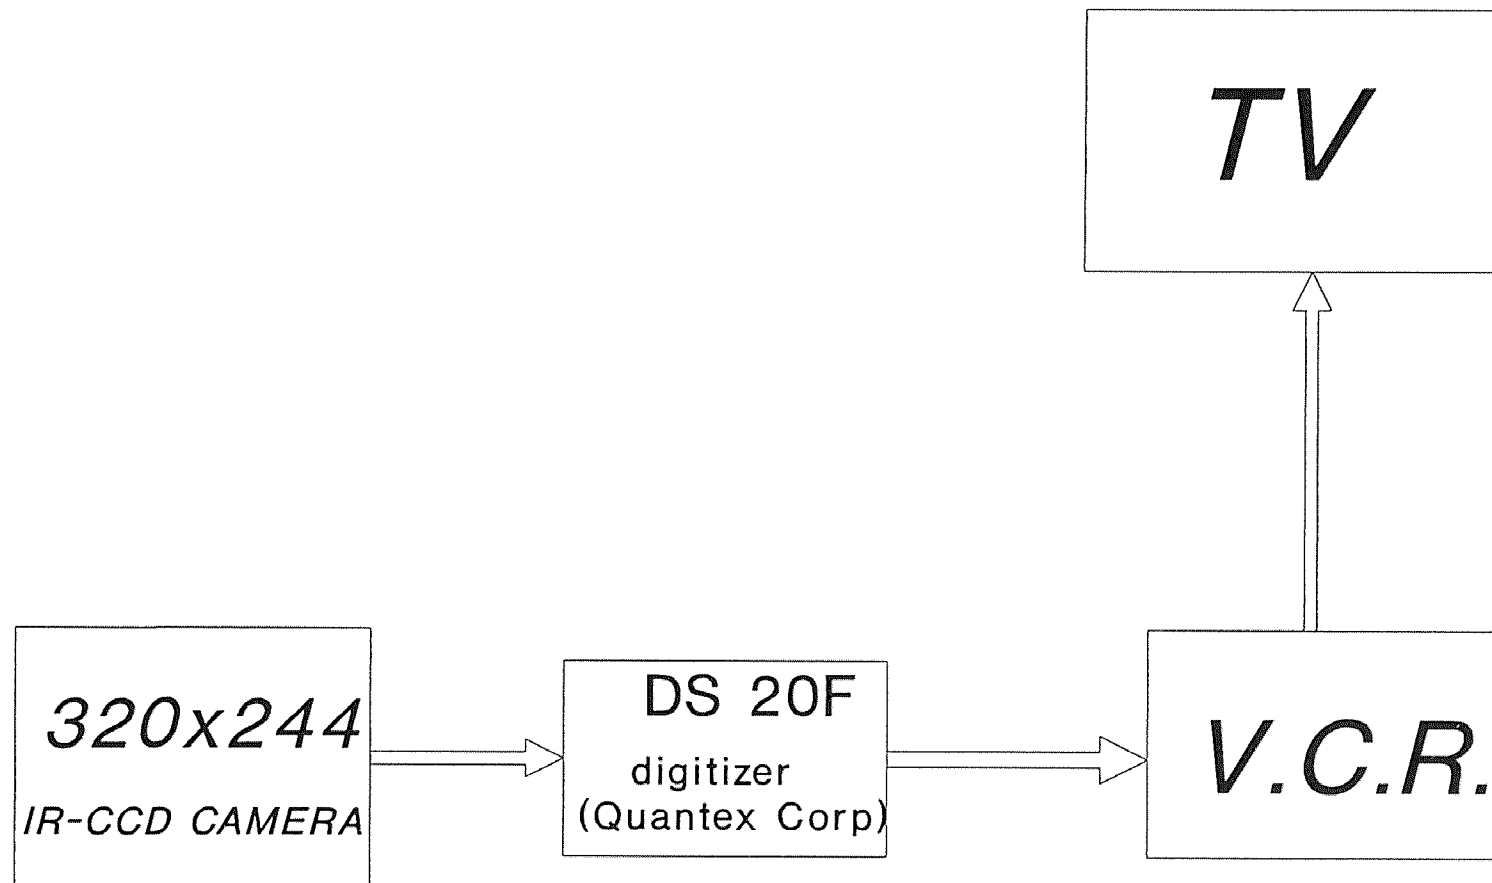 TV
320x244
IR-CCD CAMERA
DS 20F
digitizer
(Quantex Corp)
V.C.R.